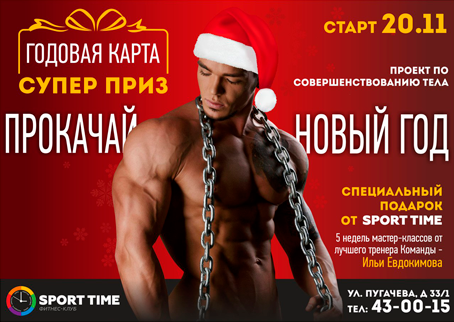 ГОДОВАЯ КАРТА
СУПЕР ПРИЗ
СТАРТ 20.11
ПРОЕКТ ПО
СОВЕРШЕНСТВОВАНИЮ ТЕЛА
ПРОКАЧАЙ НОВЫЙ ГОД
СПЕЦИАЛЬНЫЙ
ПОДАРОК
ОТ SPORT TIME
5 недель мастер-классов от
лучшего тренера Команды -
Ильи Евдокимова
SPORT TIME
ФИТНЕС-КЛУБ
УЛ. ПУГАЧЕВА, Д 33/1
ТЕЛ: 43-00-15